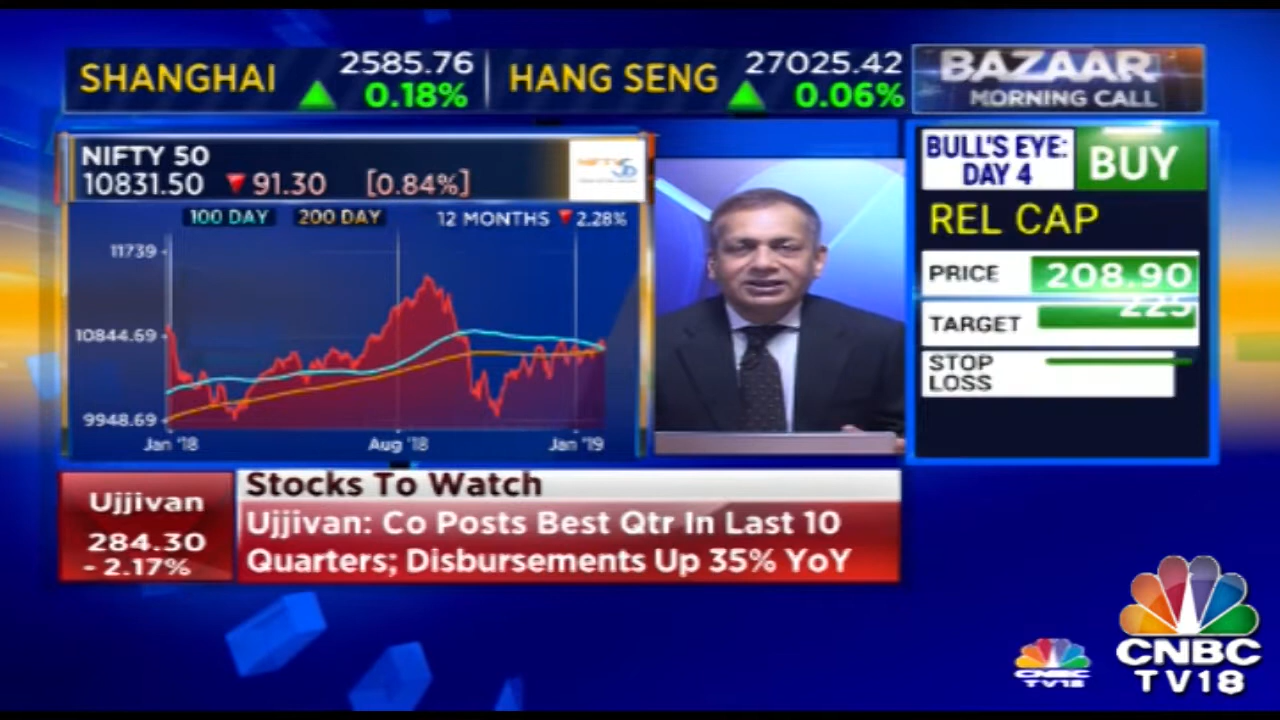 SHANGHAI
2585.76
0.18%
HANG SENG
27025.42
0.06%
BAZAAR
MORNING CALL
NIFTY 50
10831.50 91.30 [0.84%]
100 DAY 200 DAY 12 MONTHS 2.28%
11739
10844.69
9948.69
Jan '18 Aug '18 Jan '19
BULL'S EYE:
DAY 4
BUY
REL CAP
PRICE 208.90
TARGET 225
STOP
LOSS
Ujjivan
284.30
- 2.17%
Stocks To Watch
Ujjivan: Co Posts Best Qtr In Last 10
Quarters; Disbursements Up 35% YoY
CNBC
TV18
CNBC
TV18